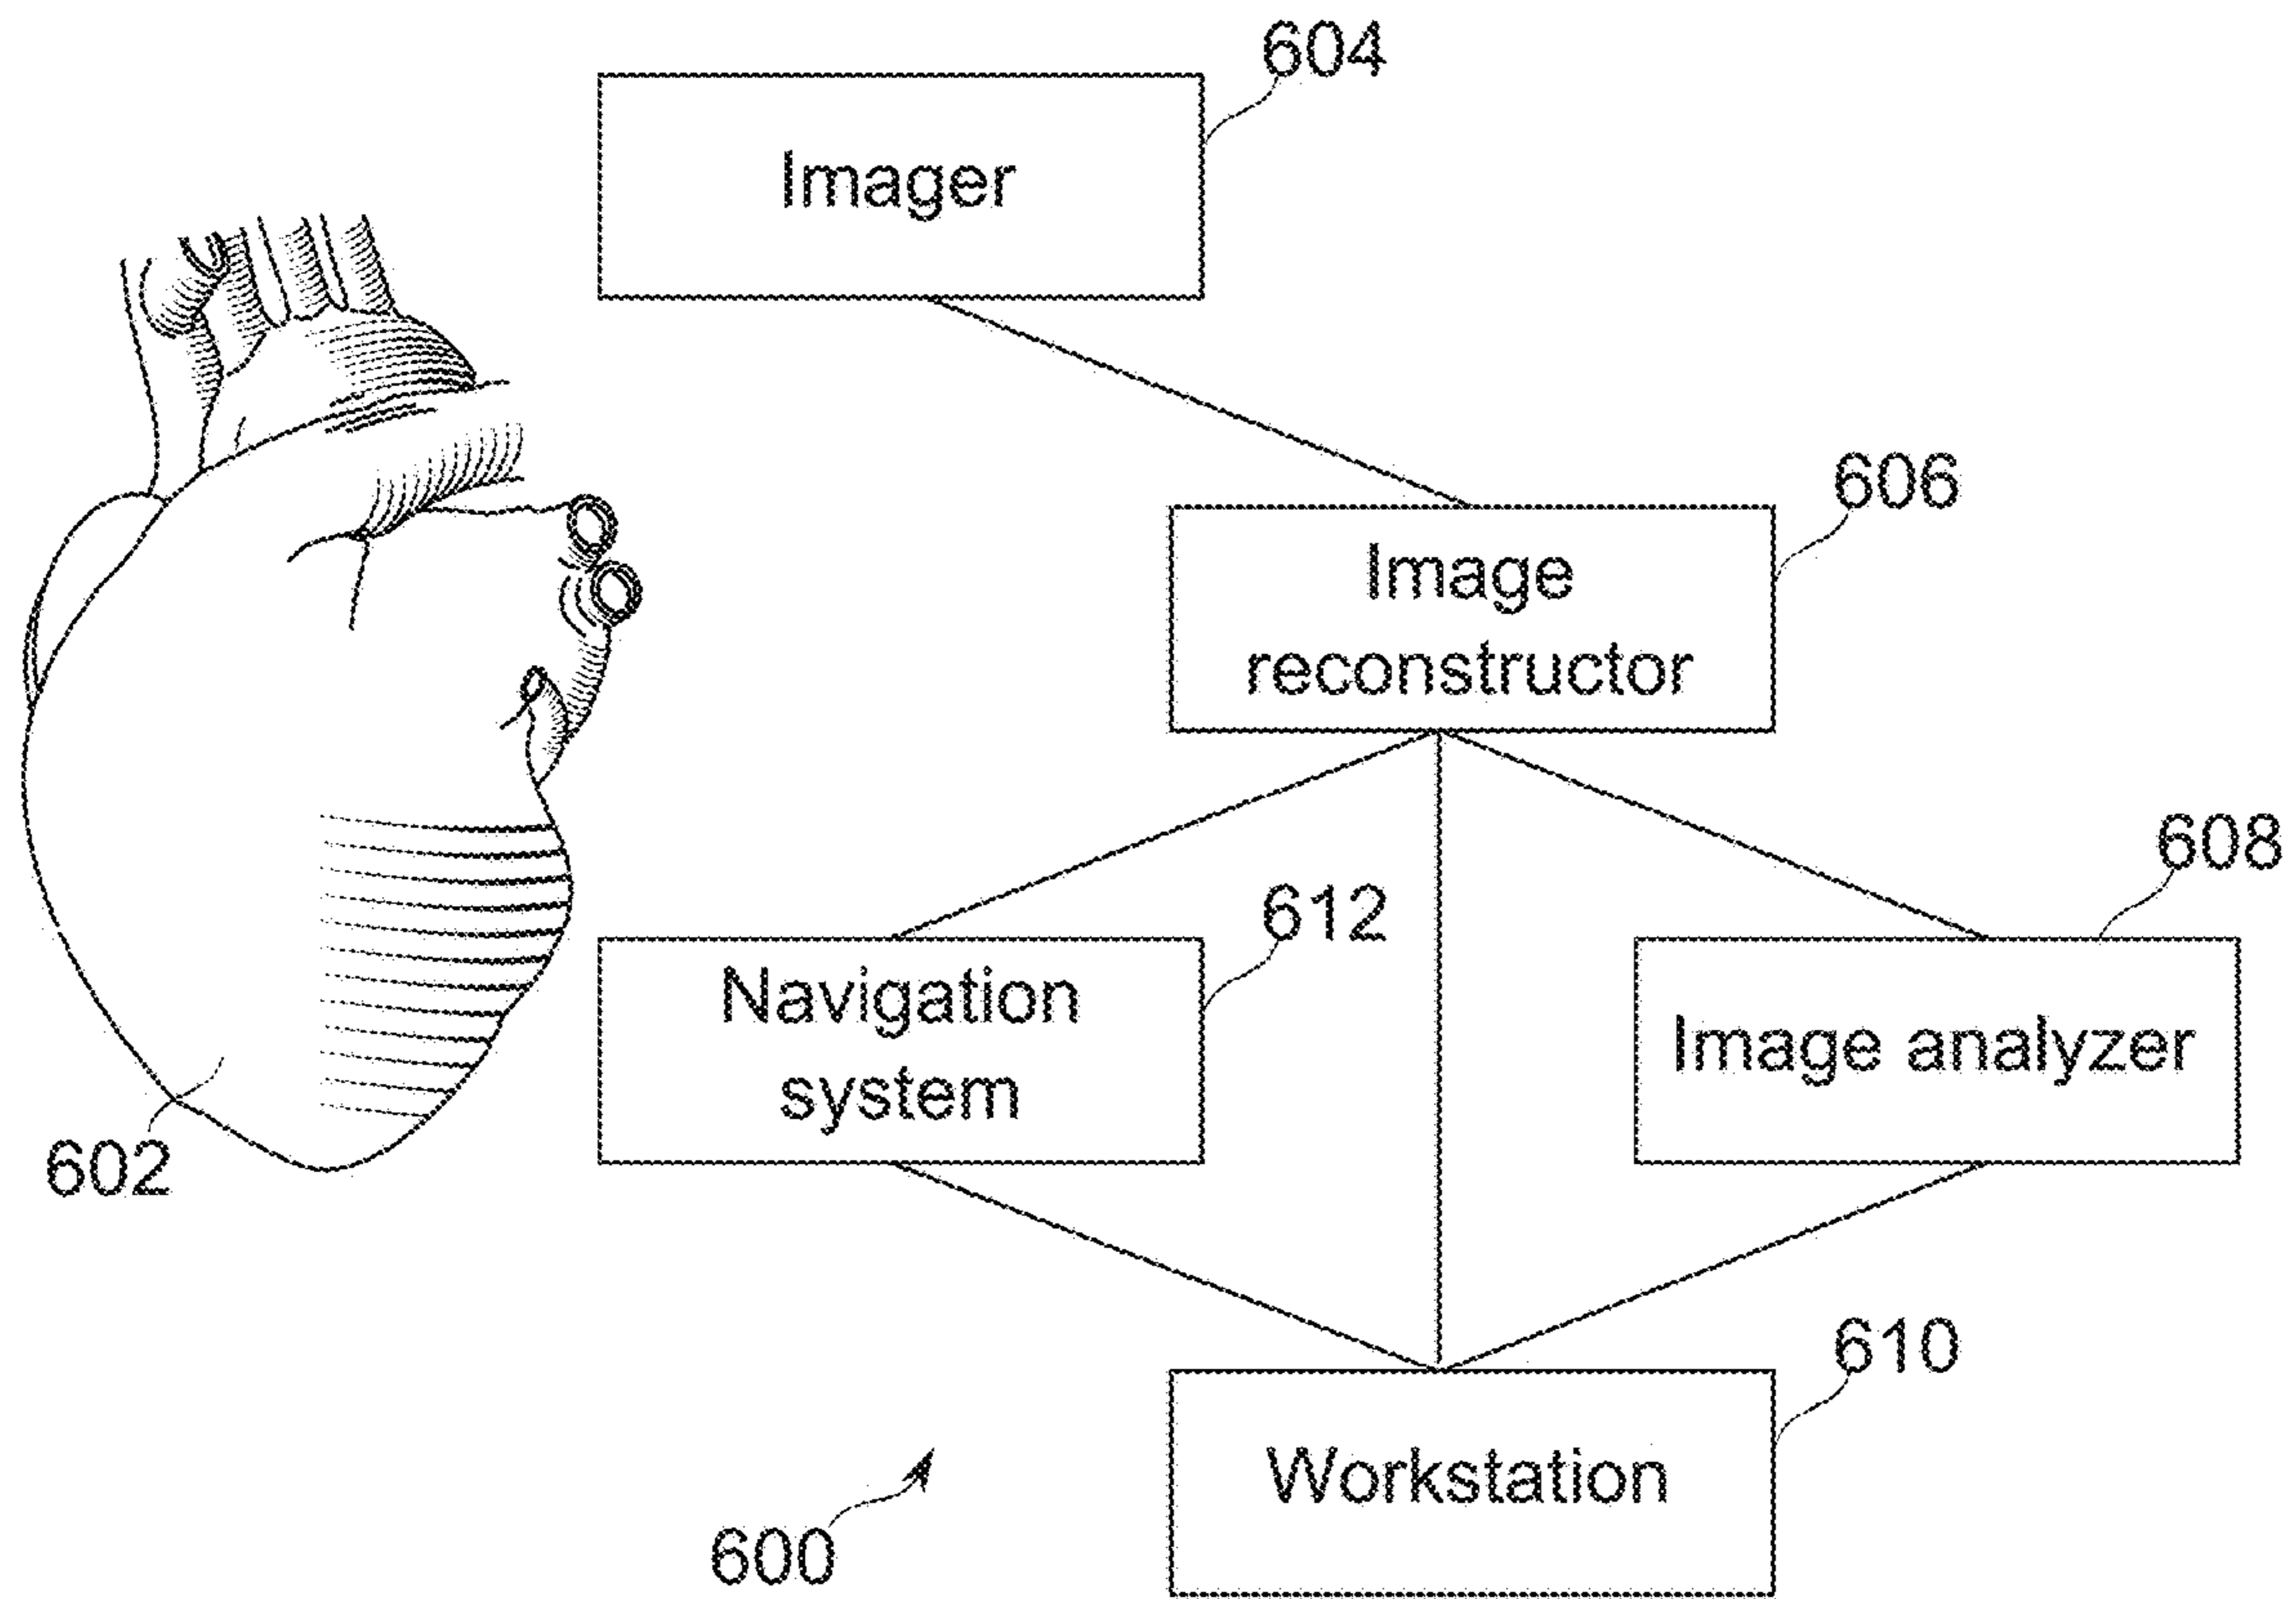 604
Imager
606
Image
reconstructor
608
612
Navigation
system
Image analyzer
602
610
Workstation
600